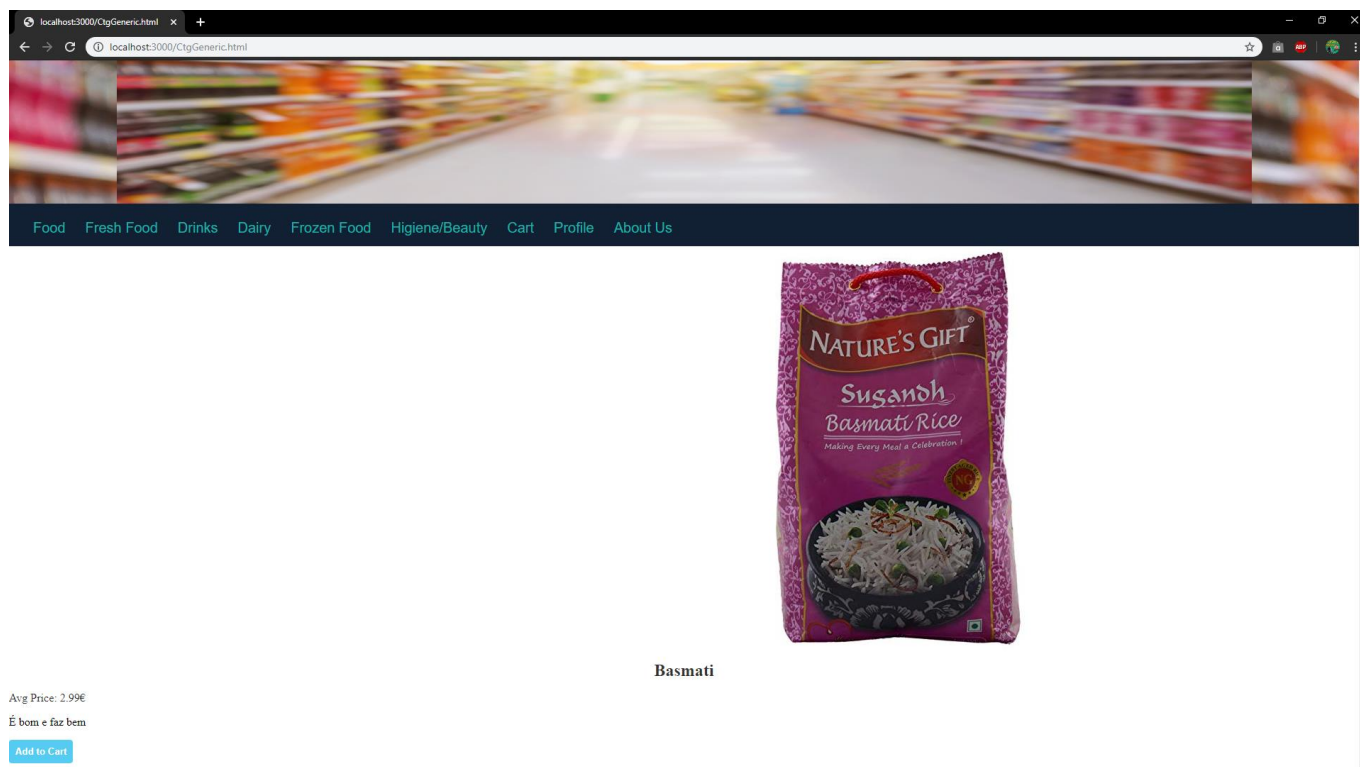 localhost:3000/CtgGeneric.html
localhost:3000/CtgGeneric.html
ABP
Food Fresh Food Drinks Dairy Frozen Food Higiene/Beauty Cart Profile About Us
NATURE'S GIFT®
Sugandh
Basmati Rice
Making Every Meal a Celebration !
NG
Basmati
Avg Price: 2.99€
É bom e faz bem
Add to Cart